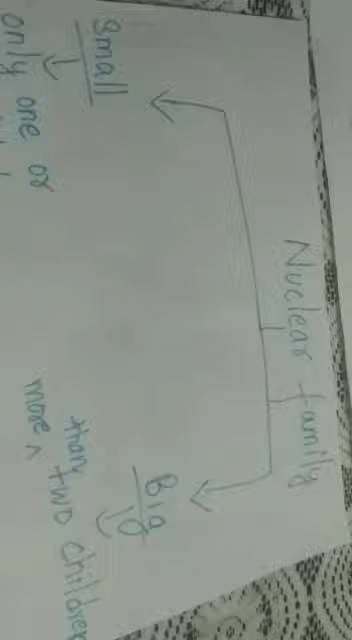 Nuclear family
Small
Big
only one or
than
more ^ two children